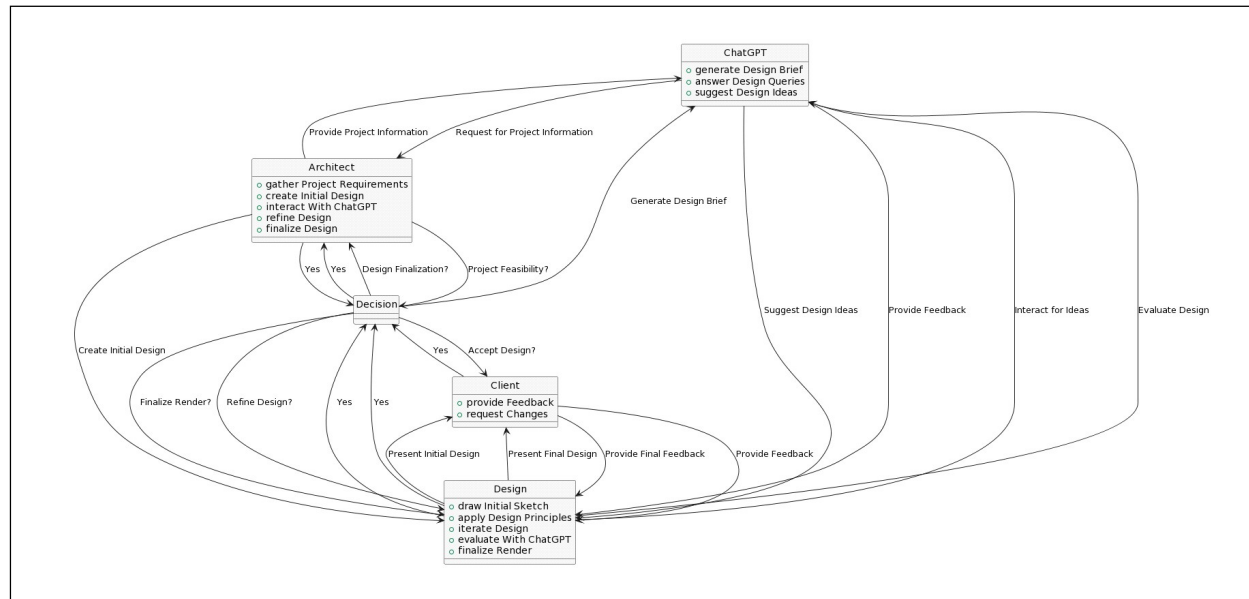 ChatGPT
generate Design Brief
answer Design Queries
suggest Design Ideas
Provide Project Information
Request for Project Information
Architect
gather Project Requirements
create Initial Design
interact With ChatGPT
refine Design
finalize Design
Generate Design Brief
Yes
Yes
Design Finalization?
Project Feasibility?
Decision
Suggest Design Ideas
Provide Feedback
Interact for Ideas
Evaluate Design
Create Initial Design
Yes
Accept Design?
Client
provide Feedback
request Changes
Finalize Render?
Refine Design?
Yes
Yes
Present Initial Design
Present Final Design
Provide Final Feedback
Provide Feedback
Design
draw Initial Sketch
apply Design Principles
iterate Design
evaluate With ChatGPT
finalize Render